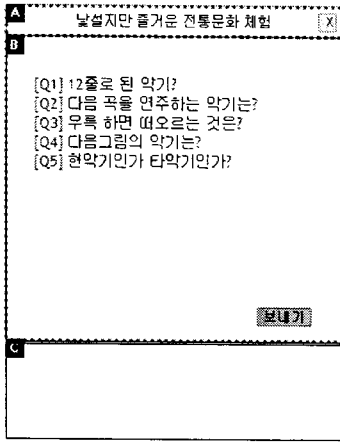 A
낯설지만 즐거운 전통문화 체험 X
B
[Q1] 12줄로 된 악기?
[Q2] 다음 곡을 연주하는 악기는?
[Q3] 우륵 하면 떠오르는 것은?
[Q4] 다음그림의 악기는?
[Q5] 현악기인가 타악기인가?
보내기
C